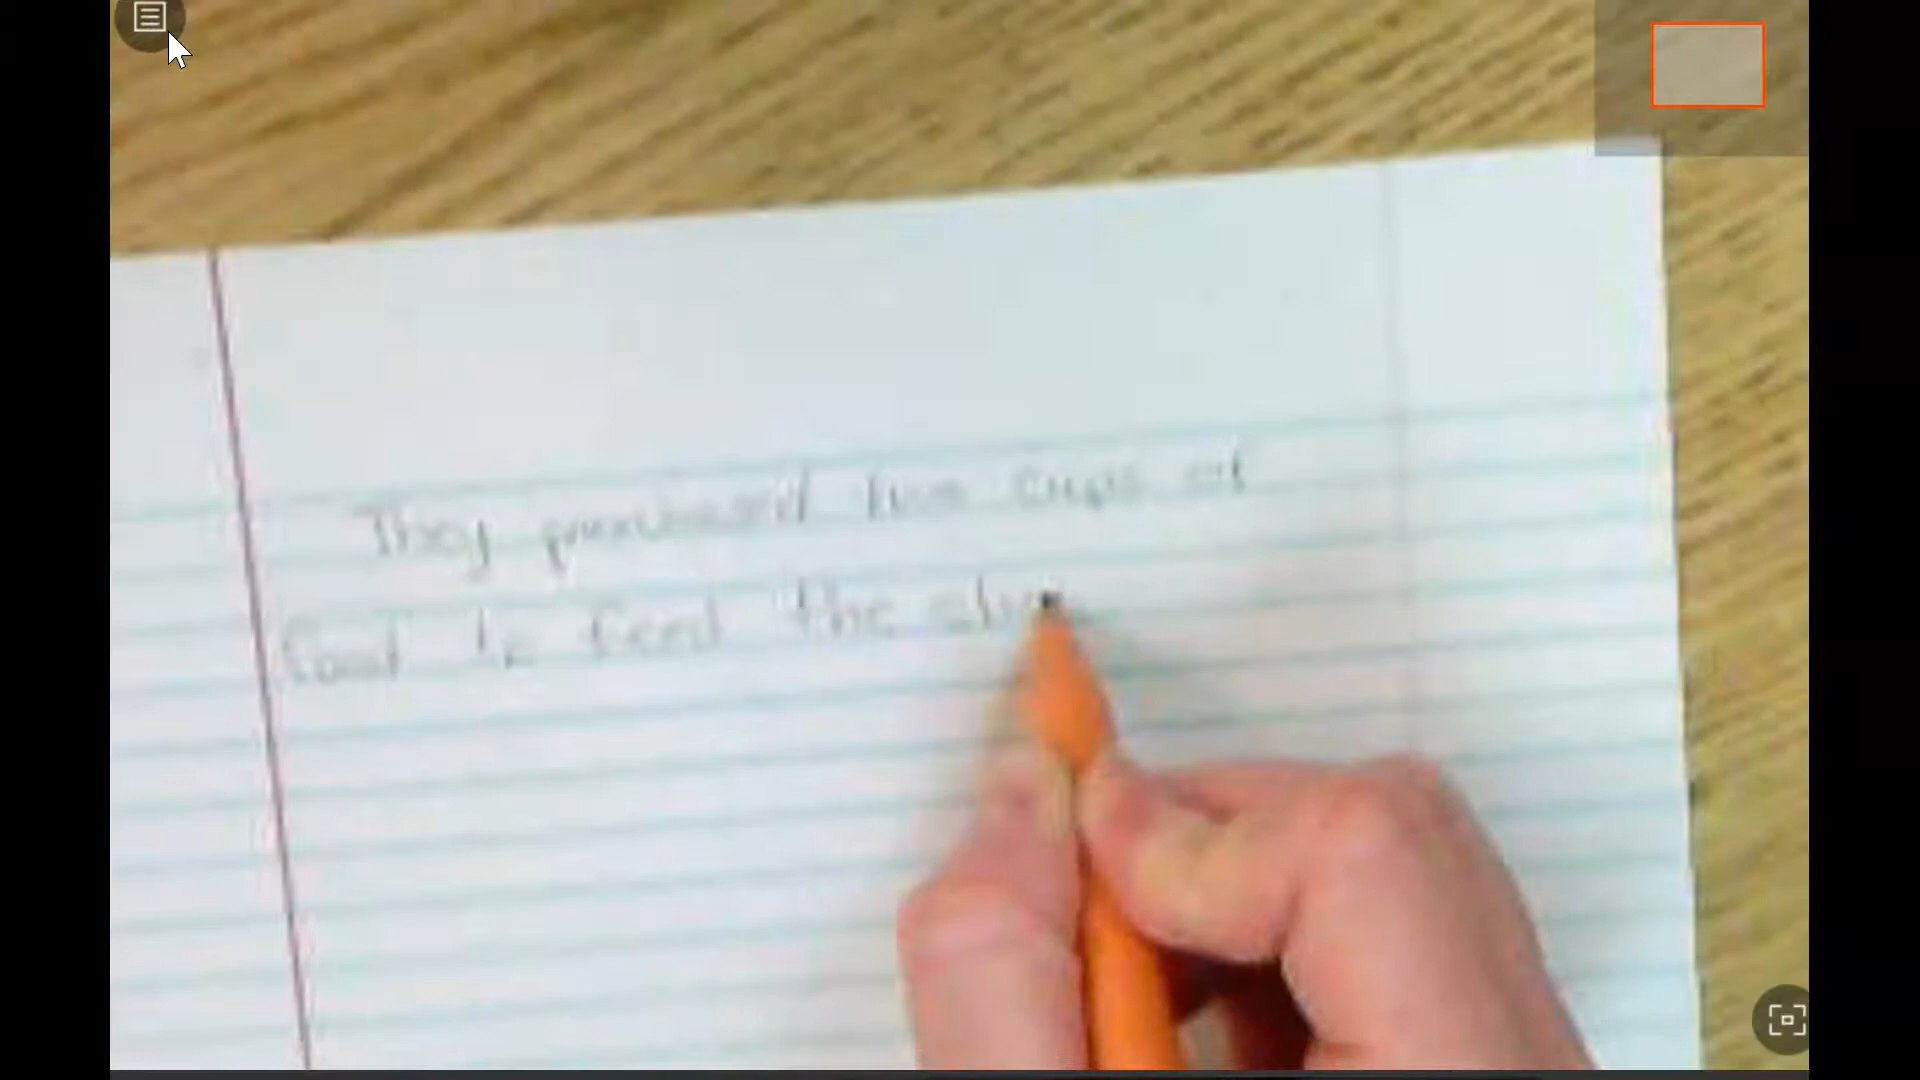 They purchased two cups of
food to feed the